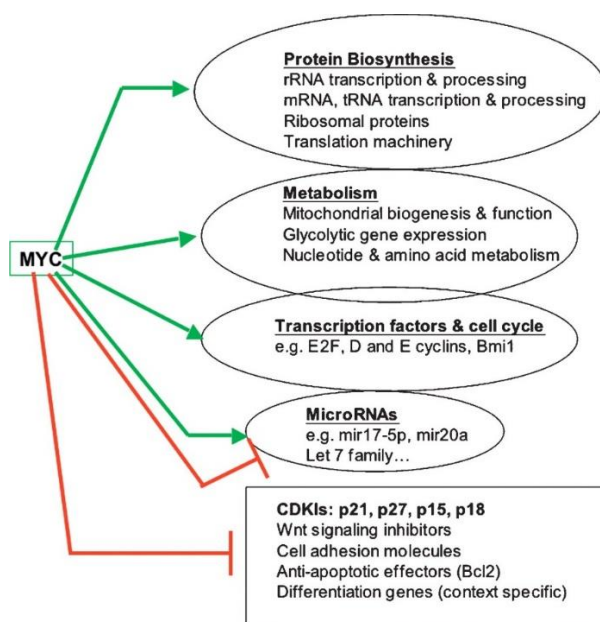 Protein Biosynthesis
rRNA transcription & processing
mRNA, tRNA transcription & processing
Ribosomal proteins
Translation machinery
Metabolism
Mitochondrial biogenesis & function
Glycolytic gene expression
Nucleotide & amino acid metabolism
MYC
Transcription factors & cell cycle
e.g. E2F, D and E cyclins, Bmi1
MicroRNAs
e.g. mir17-5p, mir20a
Let 7 family…
CDKIs: p21, p27, p15, p18
Wnt signaling inhibitors
Cell adhesion molecules
Anti-apoptotic effectors (Bcl2)
Differentiation genes (context specific)